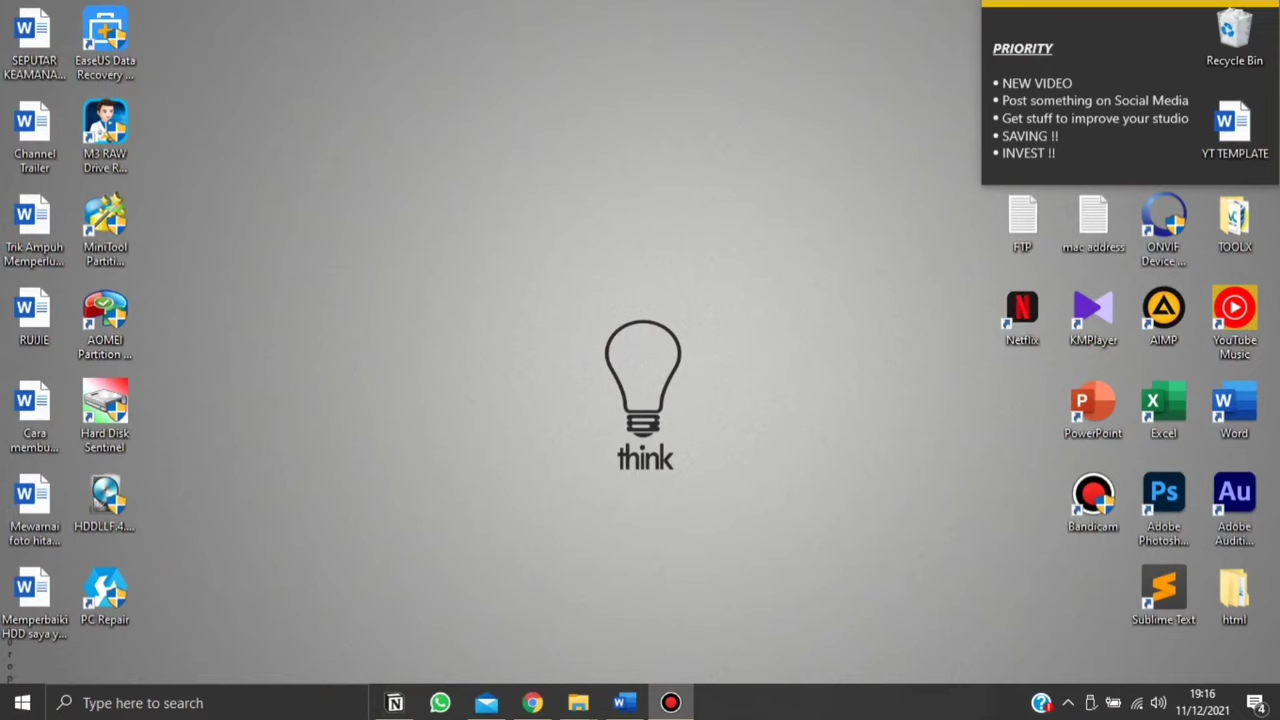 SEPUTAR
KEAMANA...
EaseUS Data
Recovery ...
Channel
Trailer
M3 RAW
Drive R...
Trik Ampuh
Memperlu...
MiniTool
Partiti...
RUIJIE
AOMEI
Partition ...
Cara
membu...
Hard Disk
Sentinel
Mewarnai
foto hita...
HDDLLF.4....
Memperbaiki
HDD saya y...
PC Repair
think
PRIORITY
• NEW VIDEO
• Post something on Social Media
• Get stuff to improve your studio
• SAVING !!
• INVEST !!
Recycle Bin
YT TEMPLATE
FTP
mac address
ONVIF
Device ...
TOOLX
Netflix
KMPlayer
AIMP
YouTube
Music
PowerPoint
Excel
Word
Bandicam
Adobe
Photosh...
Adobe
Auditi...
Sublime Text
html
Type here to search
19:16
11/12/2021
4